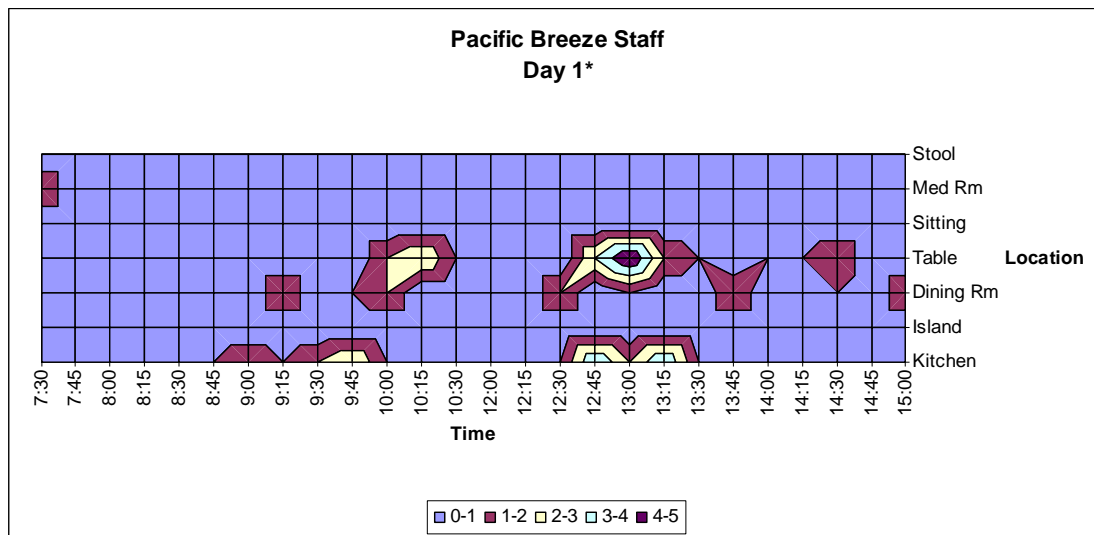 Pacific Breeze Staff
Day 1*
Stool
Med Rm
Sitting
Table
Location
Dining Rm
Island
Kitchen
7:30 7:45 8:00 8:15 8:30 8:45 9:00 9:15 9:30 9:45 10:00 10:15 10:30 12:00 12:15 12:30 12:45 13:00 13:15 13:30 13:45 14:00 14:15 14:30 14:45 15:00
Time
0-1 1-2 2-3 3-4 4-5